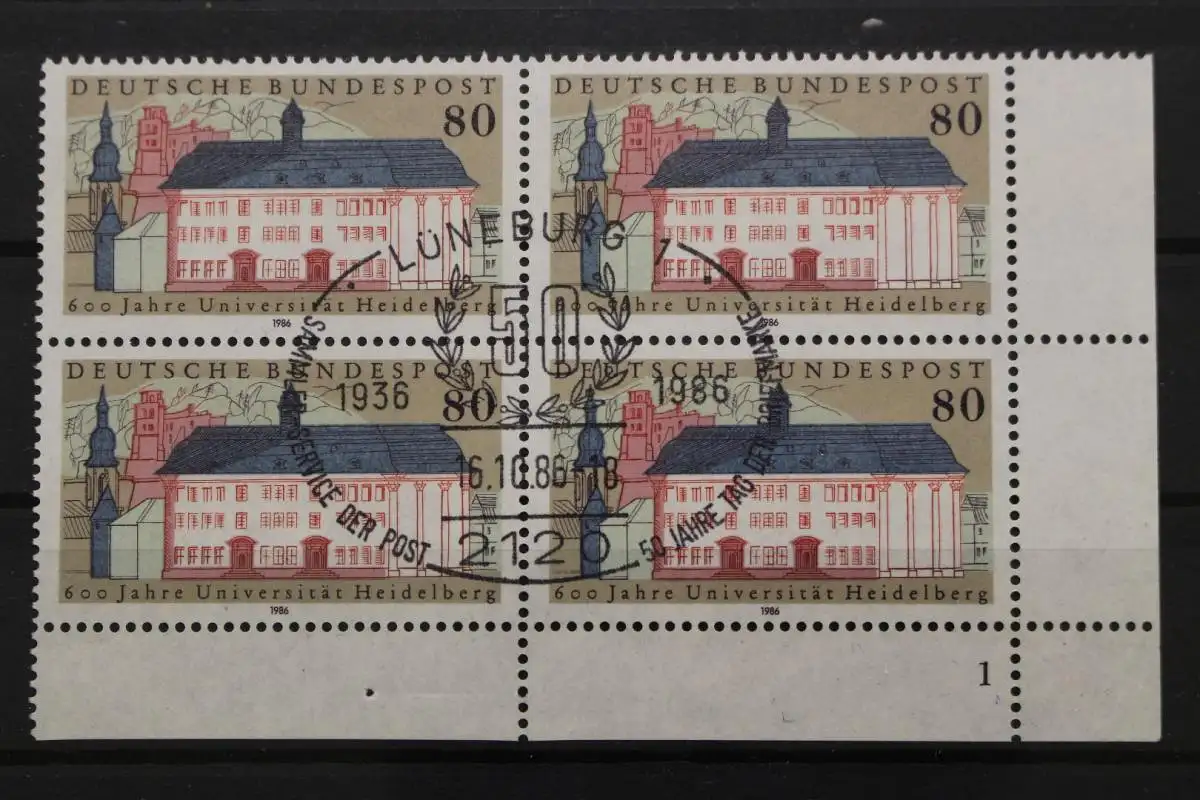 DEUTSCHE BUNDESPOST
80
600 Jahre Universität Heidelberg
1986
DEUTSCHE BUNDESPOST
80
600 Jahre Universität Heidelberg
1986
DEUTSCHE BUNDESPOST
80
600 Jahre Universität Heidelberg
1986
DEUTSCHE BUNDESPOST
80
600 Jahre Universität Heidelberg
1986
LÜNEBURG 1
50
1936
1986
16.10.86-18
2120
SAMMLER-SERVICE DER POST
50 JAHRE TAG DER BRIEFMARKE
1